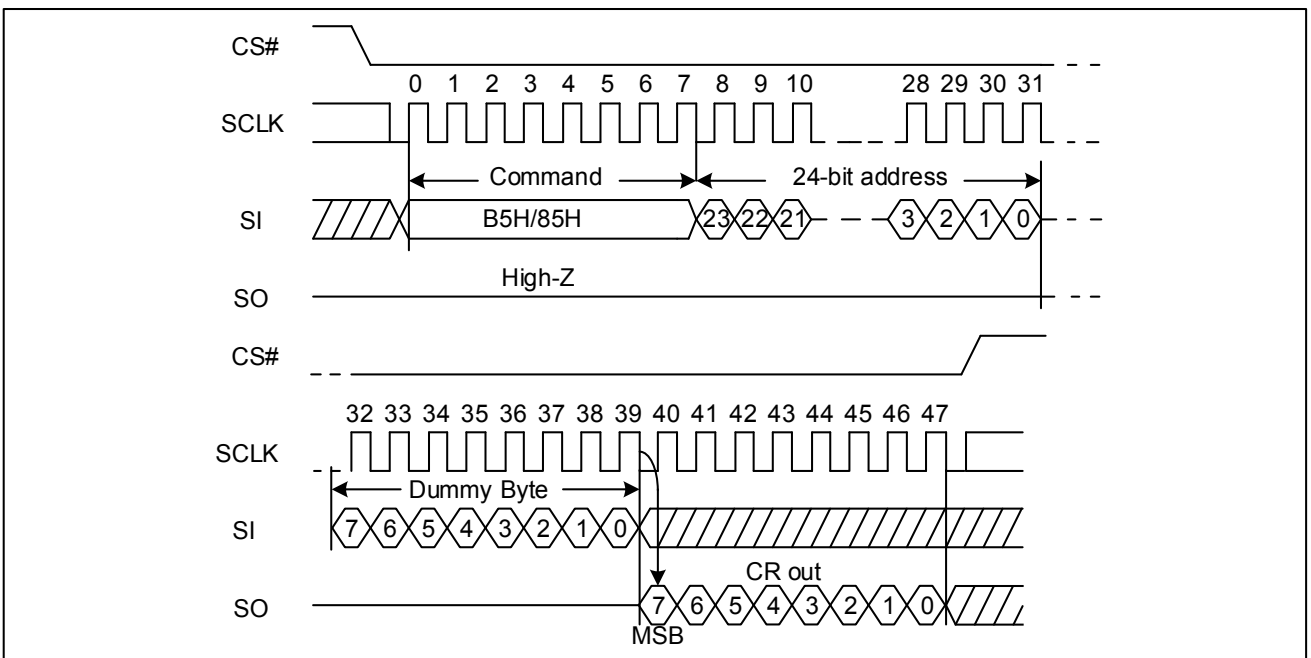 CS#
0 1 2 3 4 5 6 7 8 9 10 28 29 30 31
SCLK
Command 24-bit address
SI B5H/85H 23 22 21 3 2 1 0
High-Z
SO
CS#
32 33 34 35 36 37 38 39 40 41 42 43 44 45 46 47
SCLK
Dummy Byte
SI 7 6 5 4 3 2 1 0
CR out
SO 7 6 5 4 3 2 1 0
MSB